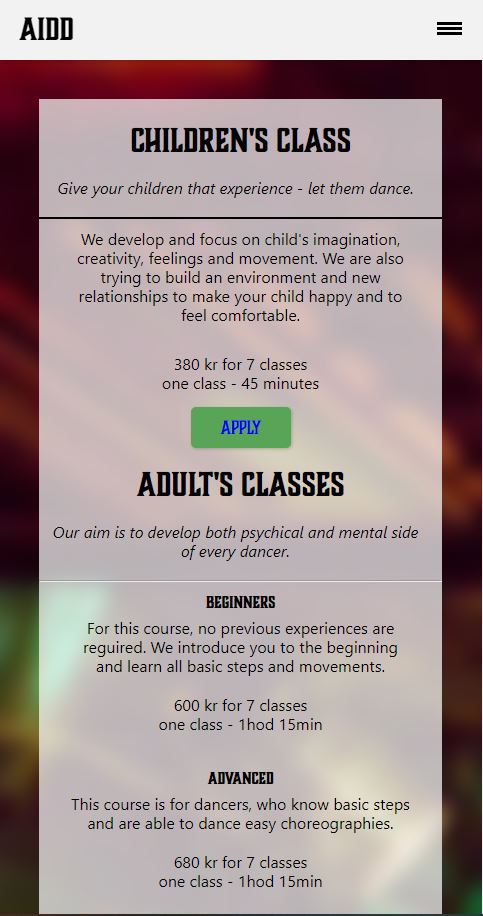 AIDD
CHILDREN'S CLASS
Give your children that experience - let them dance.
We develop and focus on child's imagination,
creativity, feelings and movement. We are also
trying to build an environment and new
relationships to make your child happy and to
feel comfortable.
380 kr for 7 classes
one class - 45 minutes
APPLY
ADULT'S CLASSES
Our aim is to develop both psychical and mental side
of every dancer.
BEGINNERS
For this course, no previous experiences are
reguired. We introduce you to the beginning
and learn all basic steps and movements.
600 kr for 7 classes
one class - 1hod 15min
ADVANCED
This course is for dancers, who know basic steps
and are able to dance easy choreographies.
680 kr for 7 classes
one class - 1hod 15min